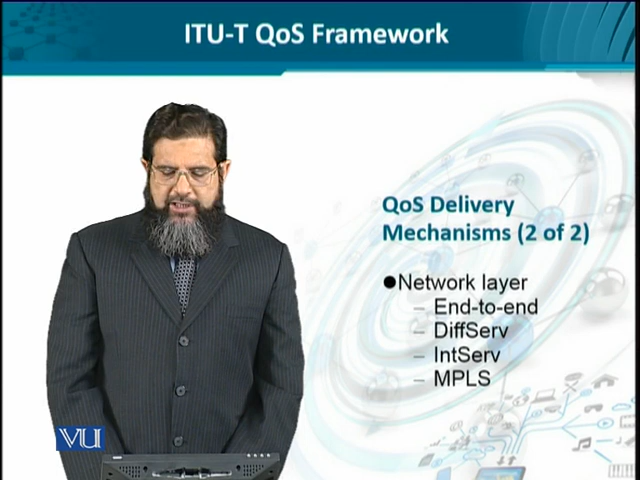 ITU-T QoS Framework
QoS Delivery
Mechanisms (2 of 2)
●Network layer
– End-to-end
– DiffServ
– IntServ
– MPLS
VU